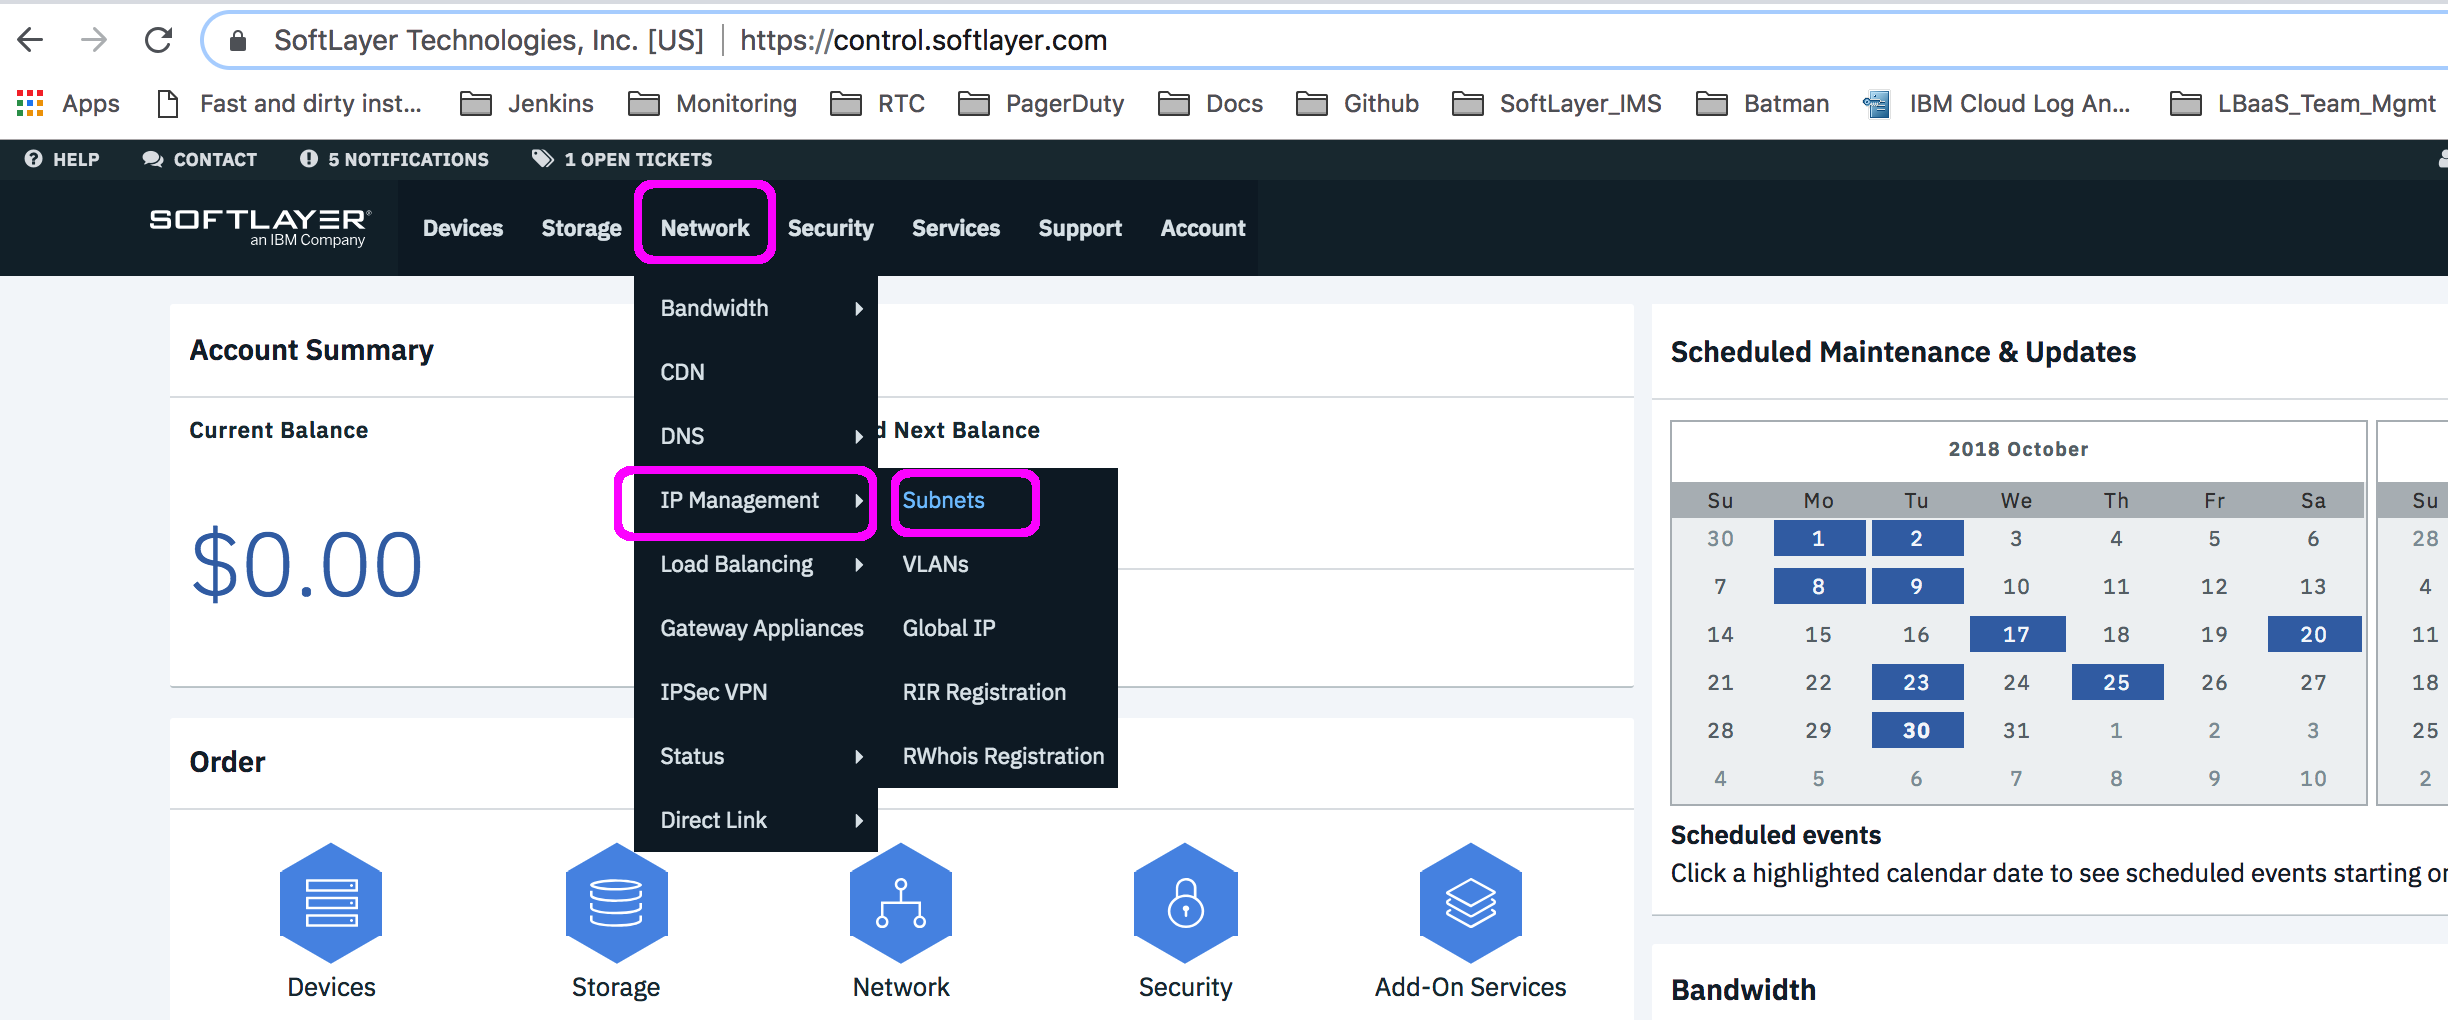 SoftLayer Technologies, Inc. [US] https://control.softlayer.com
Apps Fast and dirty inst... Jenkins Monitoring RTC PagerDuty Docs Github SoftLayer_IMS Batman IBM Cloud Log An... LBaaS_Team_Mgmt
HELP CONTACT 5 NOTIFICATIONS 1 OPEN TICKETS
SOFTLAYER®
an IBM Company
Devices Storage Network Security Services Support Account
Bandwidth
CDN
DNS
IP Management
Load Balancing
Gateway Appliances
IPSec VPN
Status
Direct Link
Subnets
VLANs
Global IP
RIR Registration
RWhois Registration
Account Summary
Current Balance
d Next Balance
$0.00
Order
Devices Storage Network Security Add-On Services
Scheduled Maintenance & Updates
2018 October
Su Mo Tu We Th Fr Sa Su
30 1 2 3 4 5 6 28
7 8 9 10 11 12 13 4
14 15 16 17 18 19 20 11
21 22 23 24 25 26 27 18
28 29 30 31 1 2 3 25
4 5 6 7 8 9 10 2
Scheduled events
Click a highlighted calendar date to see scheduled events starting or
Bandwidth